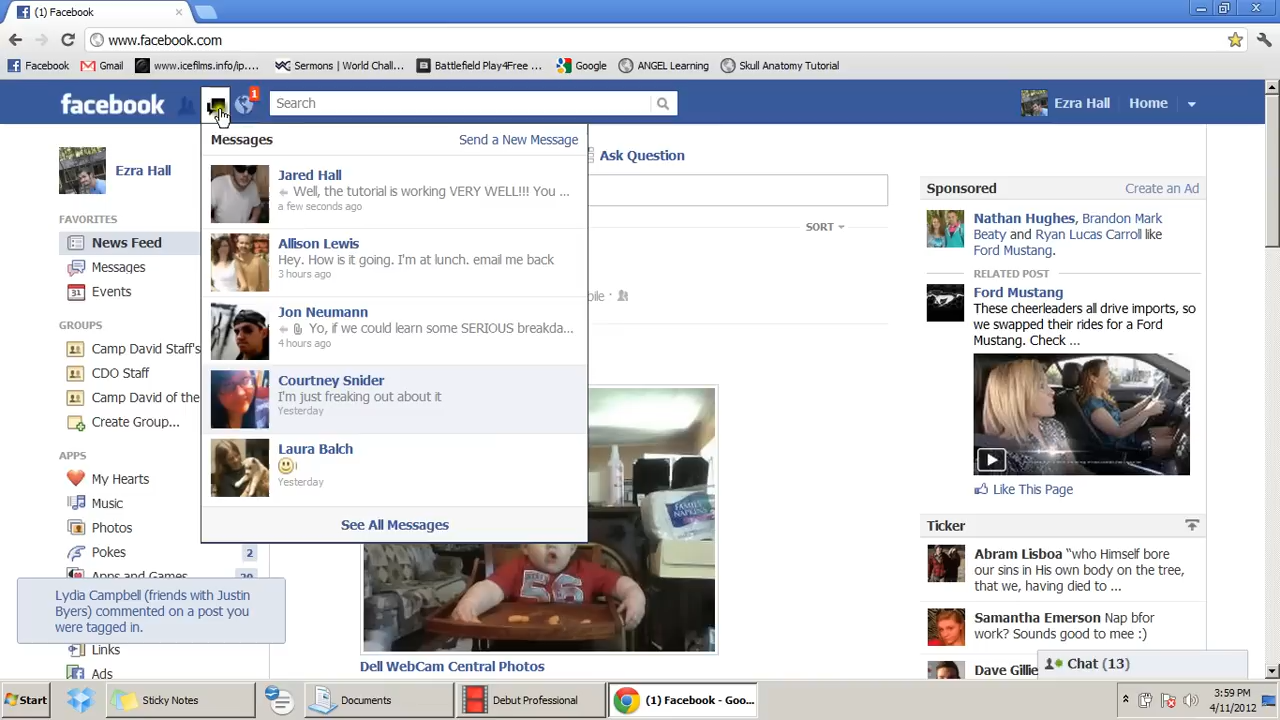 (1) Facebook
www.facebook.com
Facebook
Gmail
www.icefilms.info/ip....
Sermons | World Chall...
Battlefield Play4Free ...
Google
ANGEL Learning
Skull Anatomy Tutorial
facebook
1
Search
Ezra Hall
Home
Messages
Send a New Message
Ask Question
Ezra Hall
Jared Hall
Well, the tutorial is working VERY WELL!!! You ...
a few seconds ago
Sponsored
Create an Ad
FAVORITES
News Feed
Messages
31
Events
SORT
Allison Lewis
Hey. How is it going. I'm at lunch. email me back
3 hours ago
Nathan Hughes, Brandon Mark
Beaty and Ryan Lucas Carroll like
Ford Mustang.
RELATED POST
Ford Mustang
These cheerleaders all drive imports, so
we swapped their rides for a Ford
Mustang. Check ...
GROUPS
Camp David Staff's
CDO Staff
Camp David of the
Create Group...
Jon Neumann
Yo, if we could learn some SERIOUS breakda...
4 hours ago
Courtney Snider
I'm just freaking out about it
Yesterday
Laura Balch
Yesterday
See All Messages
APPS
My Hearts
Music
Photos
Pokes
2
Apps and Games
20
Lydia Campbell (friends with Justin
Byers) commented on a post you
were tagged in.
Links
Ads
FAMILY
NAPKINS
56
Dell WebCam Central Photos
Like This Page
Ticker
Abram Lisboa “who Himself bore
our sins in His own body on the tree,
that we, having died to ...
Samantha Emerson Nap bfor
work? Sounds good to me :)
Dave Gillie
Chat (13)
Start
Sticky Notes
Documents
Debut Professional
(1) Facebook - Goo...
3:59 PM
4/11/2012